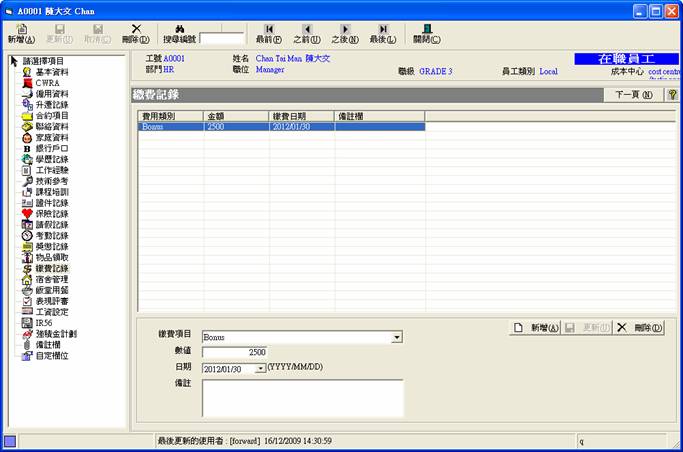 A0001 陳大文 Chan
新增(A) 更新(U) 取消(C) 刪除(D) 搜尋編號 最前(F) 之前(U) 之後(N) 最後(L) 關閉(C)
請選擇項目
基本資料
CWRA
僱用資料
升遷記錄
合約項目
聯絡資料
家庭資料
銀行戶口
學歷記錄
工作經驗
技術參考
課程培訓
證件記錄
保險記錄
請假記錄
考勤記錄
獎懲記錄
物品領取
繳費記錄
宿舍管理
飯堂用餐
表現評審
工資設定
IR56
強積金計劃
備註欄
自定欄位
工號 A0001 姓名 Chan Tai Man 陳大文 在職員工
部門 HR 職位 Manager 職級 GRADE 3 員工類別 Local 成本中心 cost centr
繳費記錄 下一頁 (N)
費用類別 金額 繳費日期 備註欄
Bonus 2500 2012/01/30
新增(A) 更新(U) 刪除(D)
繳費項目 Bonus
數值 2500
日期 2012/01/30 (YYYY/MM/DD)
備註
最後更新的使用者 : [forward] 16/12/2009 14:30:59 q